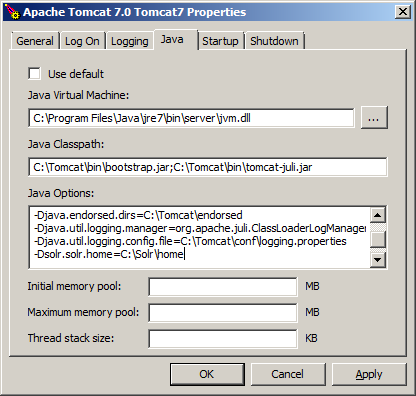 Apache Tomcat 7.0 Tomcat7 Properties
General Log On Logging Java Startup Shutdown
Use default
Java Virtual Machine:
C:\Program Files\Java\jre7\bin\server\jvm.dll ...
Java Classpath:
C:\Tomcat\bin\bootstrap.jar;C:\Tomcat\bin\tomcat-juli.jar
Java Options:
-Djava.endorsed.dirs=C:\Tomcat\endorsed
-Djava.util.logging.manager=org.apache.juli.ClassLoaderLogManager
-Djava.util.logging.config.file=C:\Tomcat\conf\logging.properties
-Dsolr.solr.home=C:\Solr\home
Initial memory pool: MB
Maximum memory pool: MB
Thread stack size: KB
OK Cancel Apply